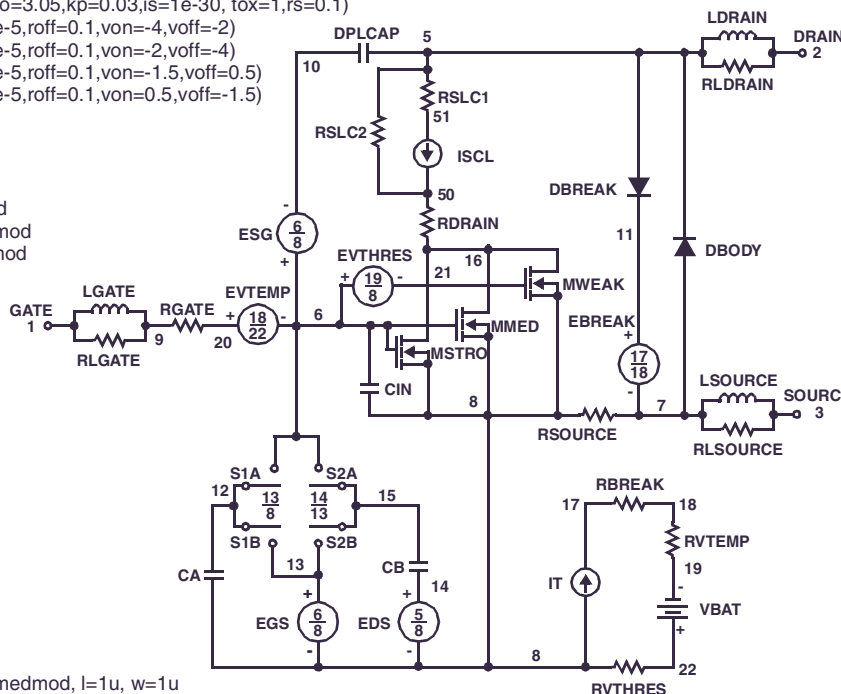 o=3.05,kp=0.03,is=1e-30, tox=1,rs=0.1)
e-5,roff=0.1,von=-4,voff=-2)
e-5,roff=0.1,von=-2,voff=-4)
e-5,roff=0.1,von=-1.5,voff=0.5)
e-5,roff=0.1,von=0.5,voff=-1.5)
d
mod
mod
DPLCAP
5
10
LDRAIN
DRAIN
2
RLDRAIN
RSLC1
51
RSLC2
ISCL
50
RDRAIN
DBREAK
11
DBODY
ESG
6
8
-
+
EVTHRES
+
19
8
-
16
21
MWEAK
LGATE
GATE
1
RLGATE
9
RGATE
20
EVTEMP
+
18
22
-
6
MMED
MSTRO
CIN
EBREAK
+
17
18
-
8
RSOURCE
7
LSOURCE
SOURC
3
RLSOURCE
S1A
S2A
12
13
8
14
13
15
S1B
S2B
13
CA
CB
14
EGS
+
6
8
-
EDS
+
5
8
-
RBREAK
17
18
RVTEMP
19
IT
-
VBAT
+
8
22
RVTHRES
medmod, l=1u, w=1u